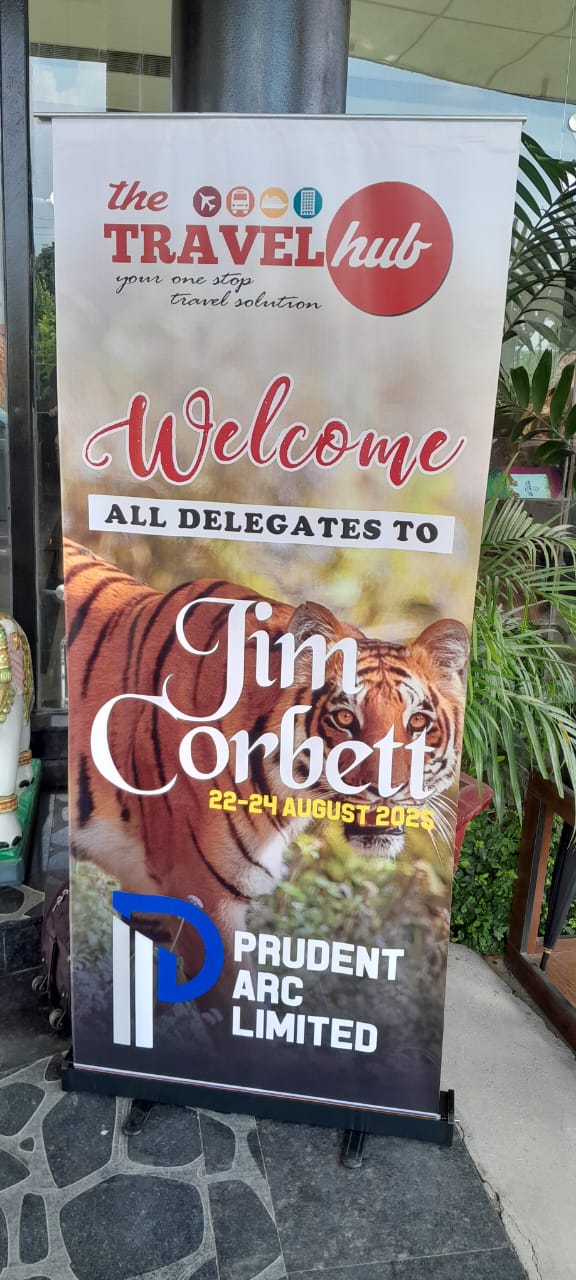 the
TRAVEL hub
your one stop
travel solution
Welcome
ALL DELEGATES TO
Jim
Corbett
22-24 AUGUST 2025
PRUDENT
ARC
LIMITED